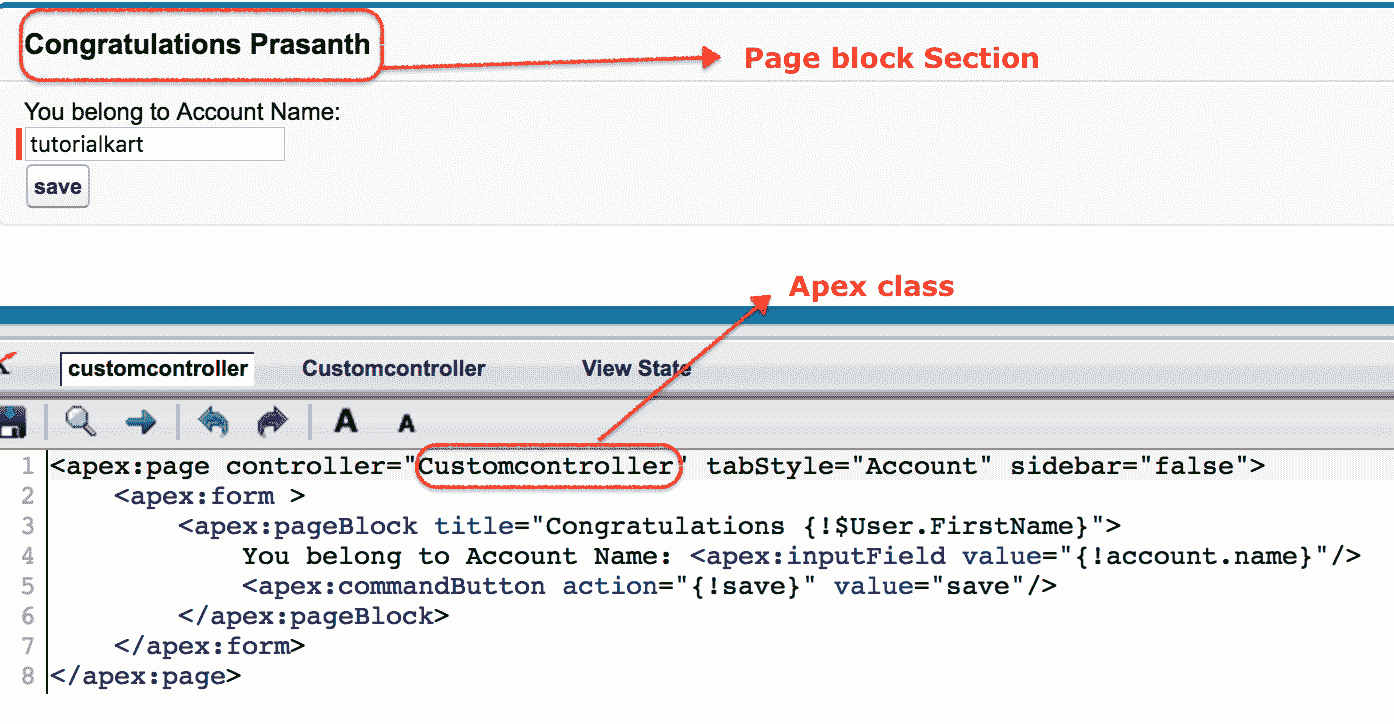 Congratulations Prasanth
Page block Section
You belong to Account Name:
tutorialkart
save
Apex class
customcontroller Customcontroller View State
A A
1 <apex:page controller="Customcontroller" tabStyle="Account" sidebar="false">
2 <apex:form >
3 <apex:pageBlock title="Congratulations {!$User.FirstName}">
4 You belong to Account Name: <apex:inputField value="{!account.name}"/>
5 <apex:commandButton action="{!save}" value="save"/>
6 </apex:pageBlock>
7 </apex:form>
8 </apex:page>